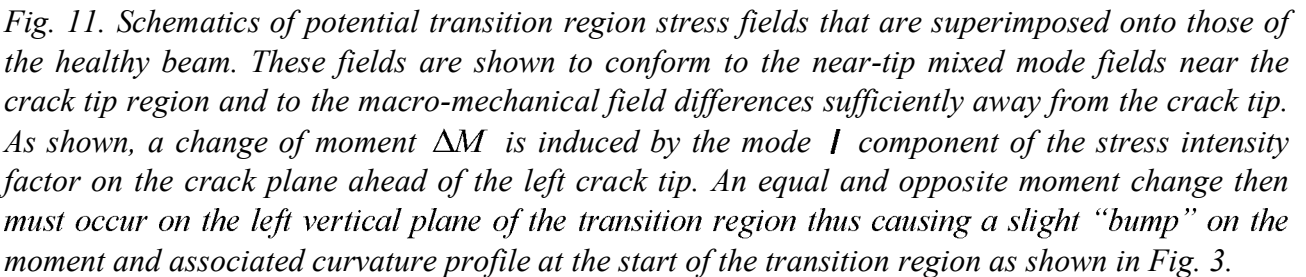 Fig. 11. Schematics of potential transition region stress fields that are superimposed onto those of
the healthy beam. These fields are shown to conform to the near-tip mixed mode fields near the
crack tip region and to the macro-mechanical field differences sufficiently away from the crack tip.
As shown, a change of moment ΔM is induced by the mode I component of the stress intensity
factor on the crack plane ahead of the left crack tip. An equal and opposite moment change then
must occur on the left vertical plane of the transition region thus causing a slight “bump” on the
moment and associated curvature profile at the start of the transition region as shown in Fig. 3.